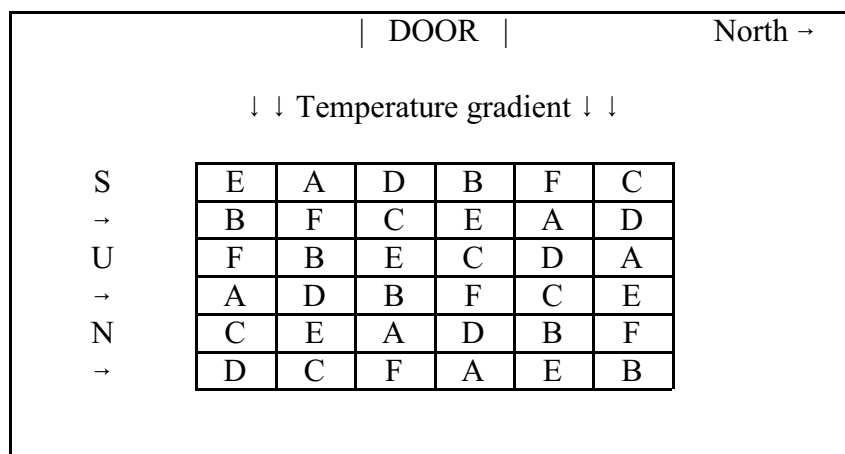 | DOOR | North →
↓ ↓ Temperature gradient ↓ ↓
S E A D B F C
→ B F C E A D
U F B E C D A
→ A D B F C E
N C E A D B F
→ D C F A E B